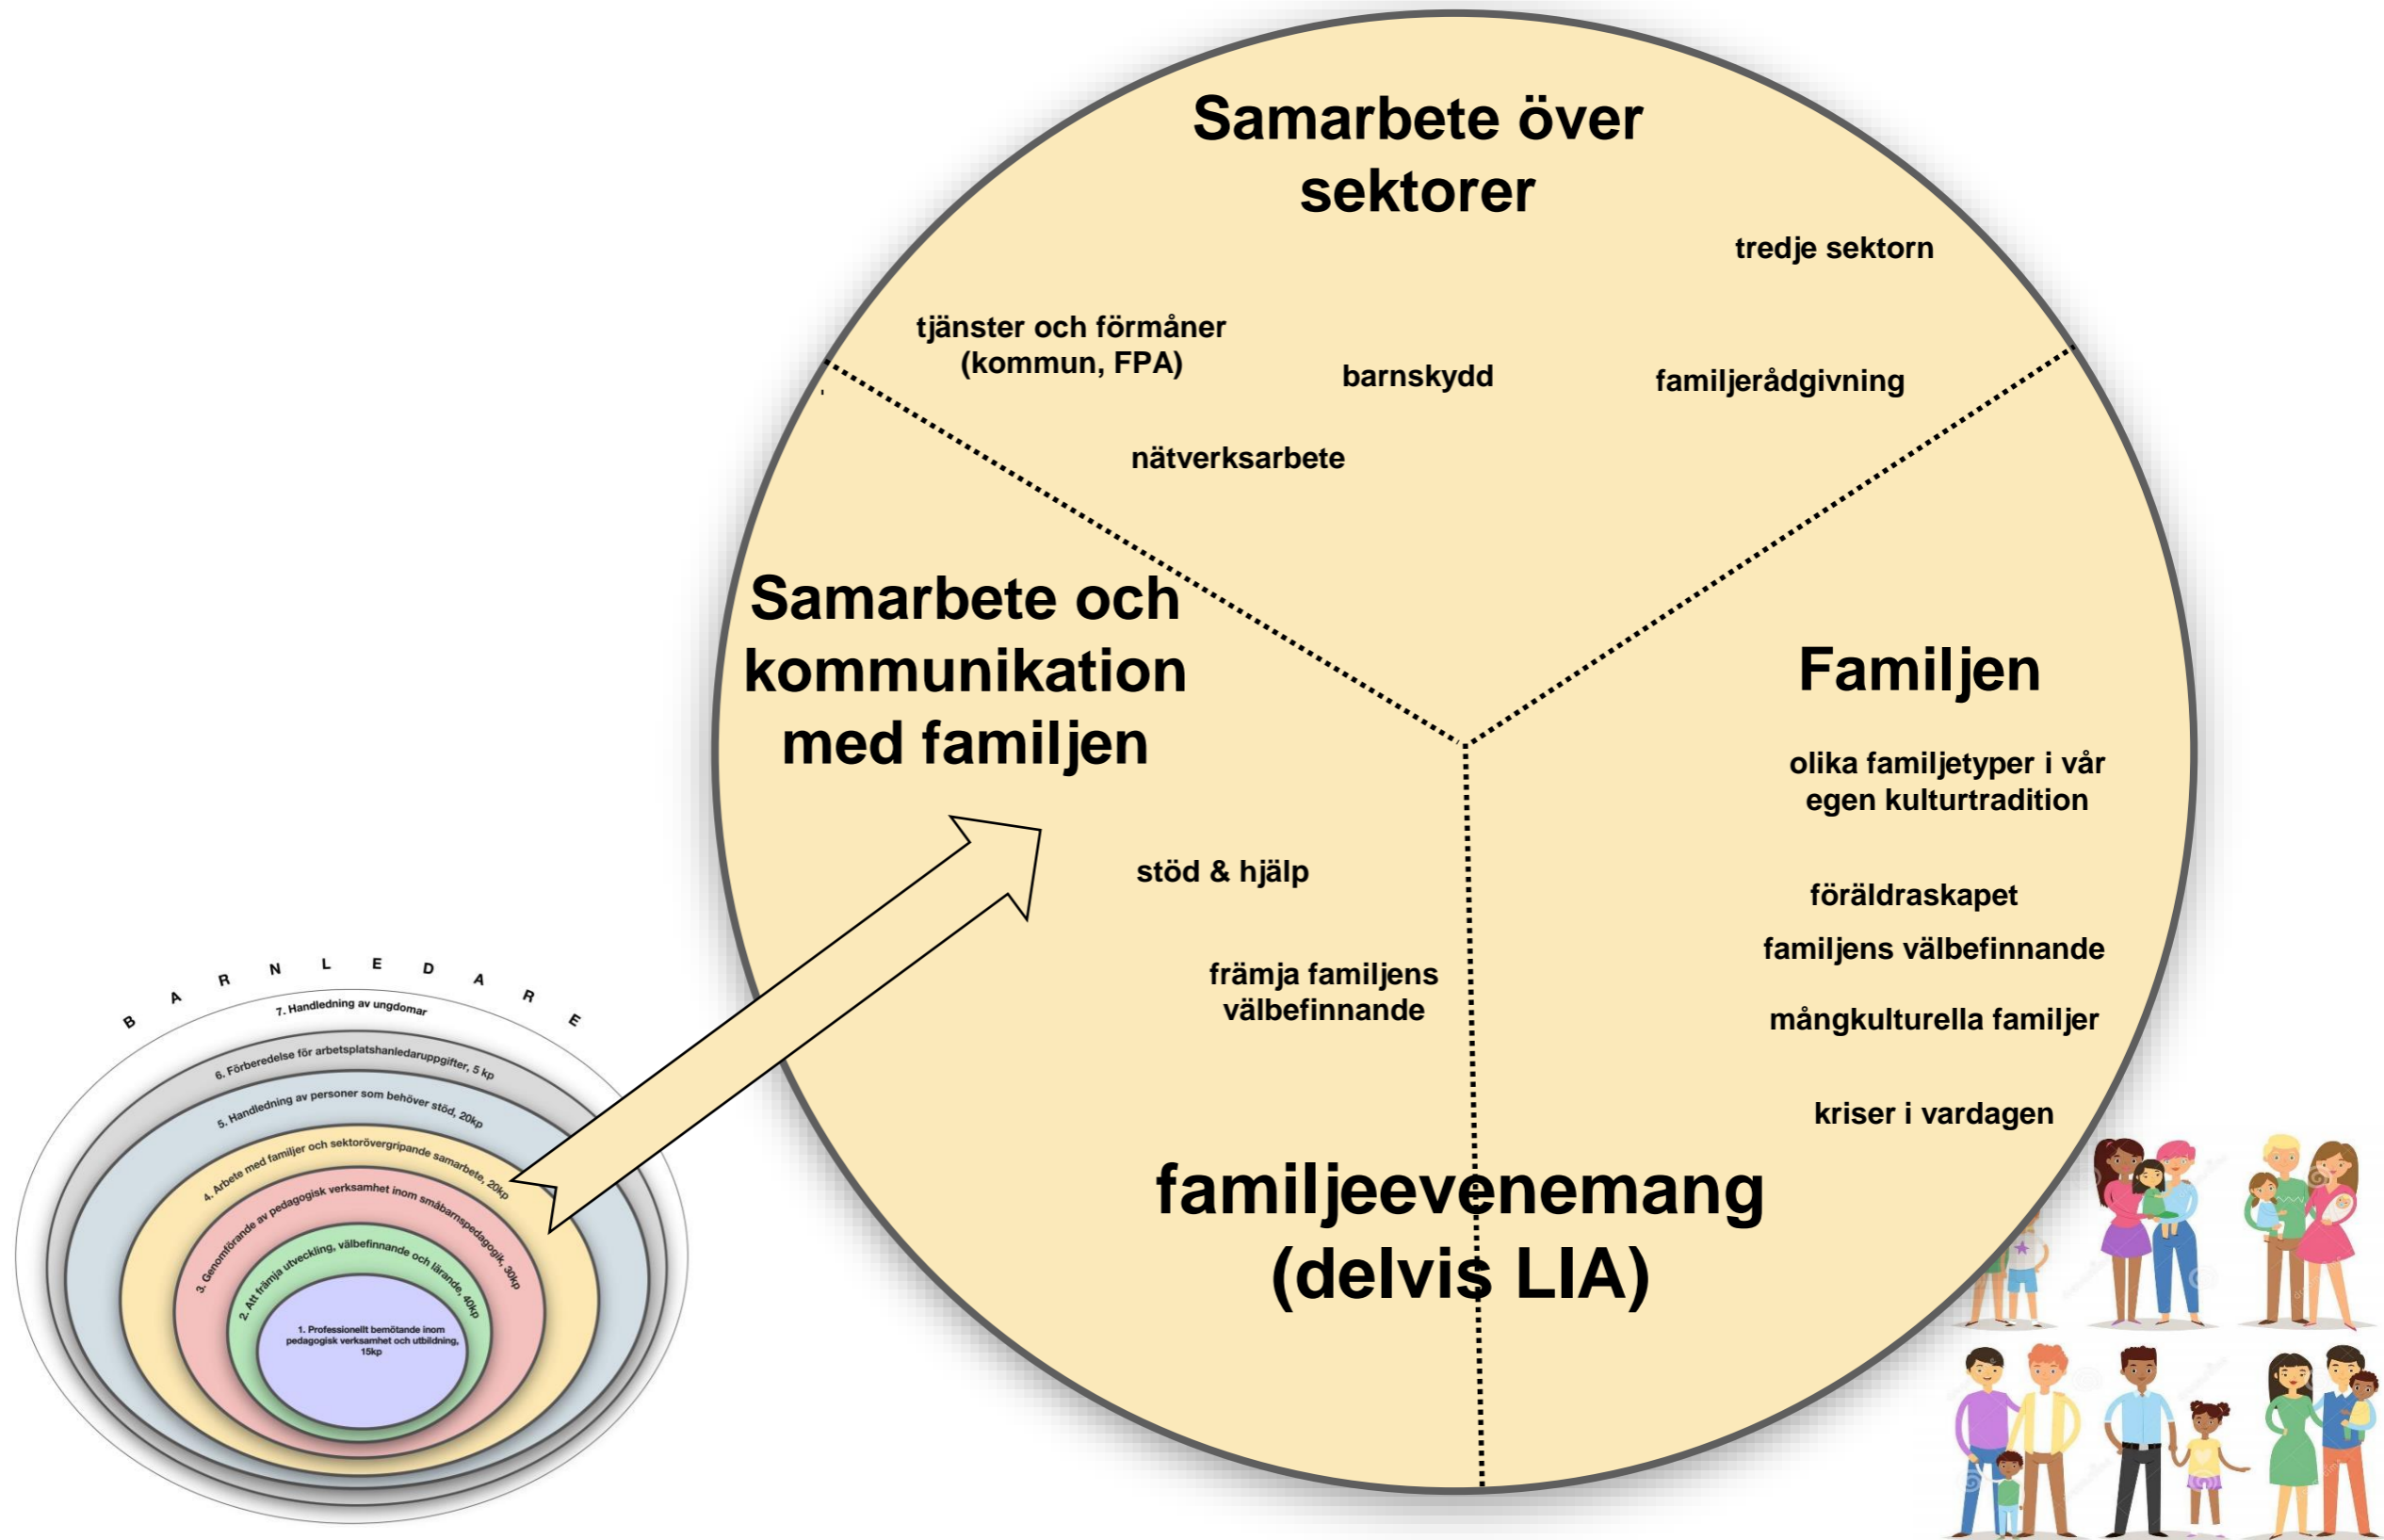 Samarbete över
sektorer
tredje sektorn
tjänster och förmåner
(kommun, FPA)
barnskydd
familjerådgivning
nätverksarbete
Samarbete och
kommunikation
med familjen
stöd & hjälp
främja familjens
välbefinnande
Familjen
olika familjetyper i vår
egen kulturtradition
föräldraskapet
familjens välbefinnande
mångkulturella familjer
kriser i vardagen
familjeevenemang
(delvis LIA)
BARNLEDARE
7. Handledning av ungdomar
6. Förberedelse för arbetsplatshanledaruppgifter, 5 kp
5. Handledning av personer som behöver stöd, 20kp
4. Arbete med familjer och sektorövergripande samarbete, 20kp
3. Genomförande av pedagogisk verksamhet inom småbarnspedagogik, 30kp
2. Att främja utveckling, välbefinnande och lärande, 40kp
1. Professionellt bemötande inom
pedagogisk verksamhet och utbildning,
15kp